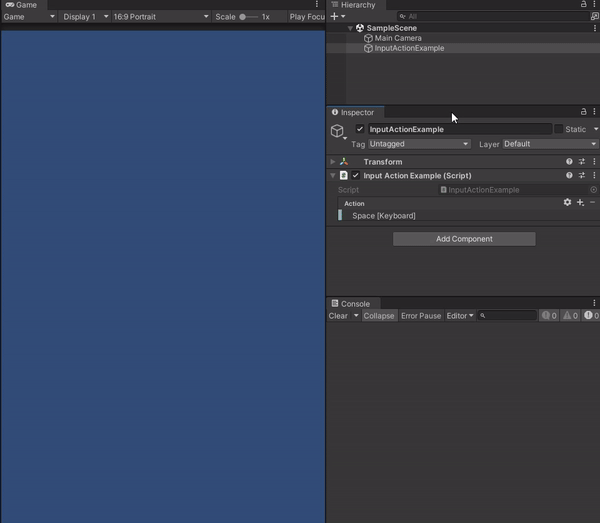 Game
Game Display 1 16:9 Portrait Scale 1x Play Focu
Hierarchy
All
SampleScene
Main Camera
InputActionExample
Inspector
InputActionExample Static
Tag Untagged Layer Default
Transform
Input Action Example (Script)
Script InputActionExample
Action
Space [Keyboard]
Add Component
Console
Clear Collapse Error Pause Editor 0 0 0